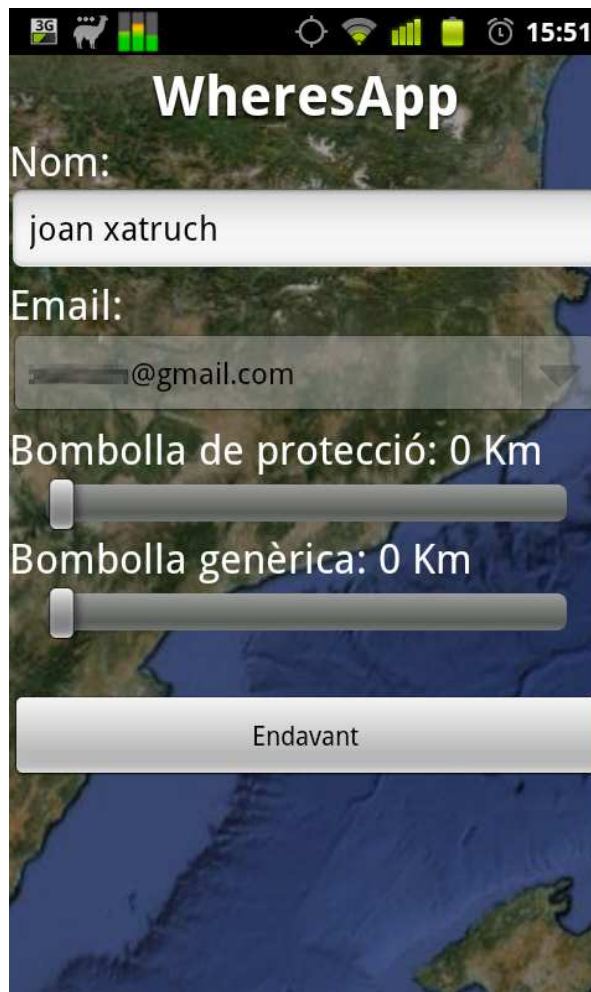 3G
15:51
WheresApp
Nom:
joan xatruch
Email:
@gmail.com
Bombolla de protecció: 0 Km
Bombolla genèrica: 0 Km
Endavant